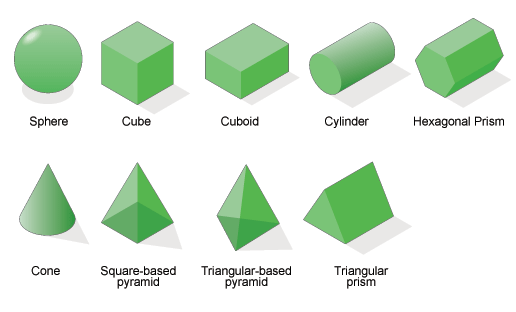 Sphere
Cube
Cuboid
Cylinder
Hexagonal Prism
Cone
Square-based
pyramid
Triangular-based
pyramid
Triangular
prism